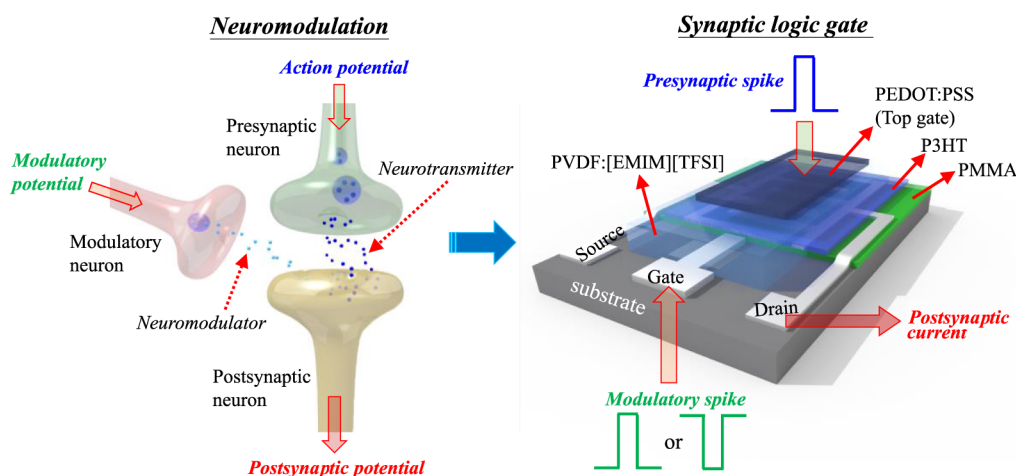 Neuromodulation
Action potential
Presynaptic
neuron
Neurotransmitter
Modulatory
potential
Modulatory
neuron
Neuromodulator
Postsynaptic
neuron
Postsynaptic potential
Synaptic logic gate
Presynaptic spike
PEDOT:PSS
(Top gate)
P3HT
PMMA
PVDF:[EMIM][TFSI]
Source
Gate
substrate
Drain
Postsynaptic
current
Modulatory spike
or